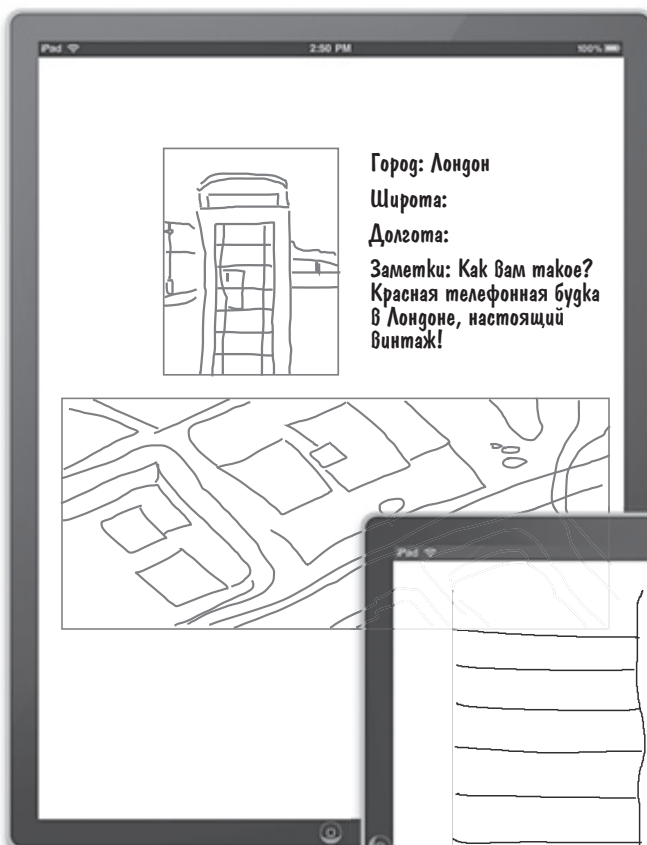 iPad
2:50 PM
100%
Город: Лондон
Широта:
Долгота:
Заметки: Как вам такое?
Красная телефонная будка
в Лондоне, настоящий
винтаж!
iPad